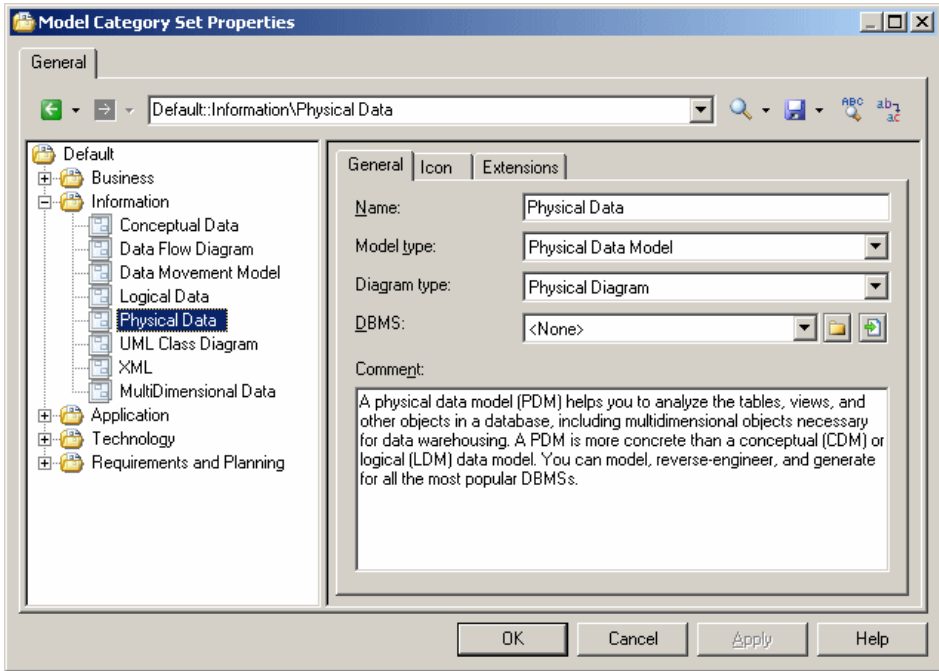 Model Category Set Properties
General
Default::Information\Physical Data
ABC
ab
ac
Default
Business
Information
Conceptual Data
Data Flow Diagram
Data Movement Model
Logical Data
Physical Data
UML Class Diagram
XML
MultiDimensional Data
Application
Technology
Requirements and Planning
General
Icon
Extensions
Name:
Physical Data
Model type:
Physical Data Model
Diagram type:
Physical Diagram
DBMS:
<None>
Comment:
A physical data model (PDM) helps you to analyze the tables, views, and
other objects in a database, including multidimensional objects necessary
for data warehousing. A PDM is more concrete than a conceptual (CDM) or
logical (LDM) data model. You can model, reverse-engineer, and generate
for all the most popular DBMSs.
OK
Cancel
Apply
Help